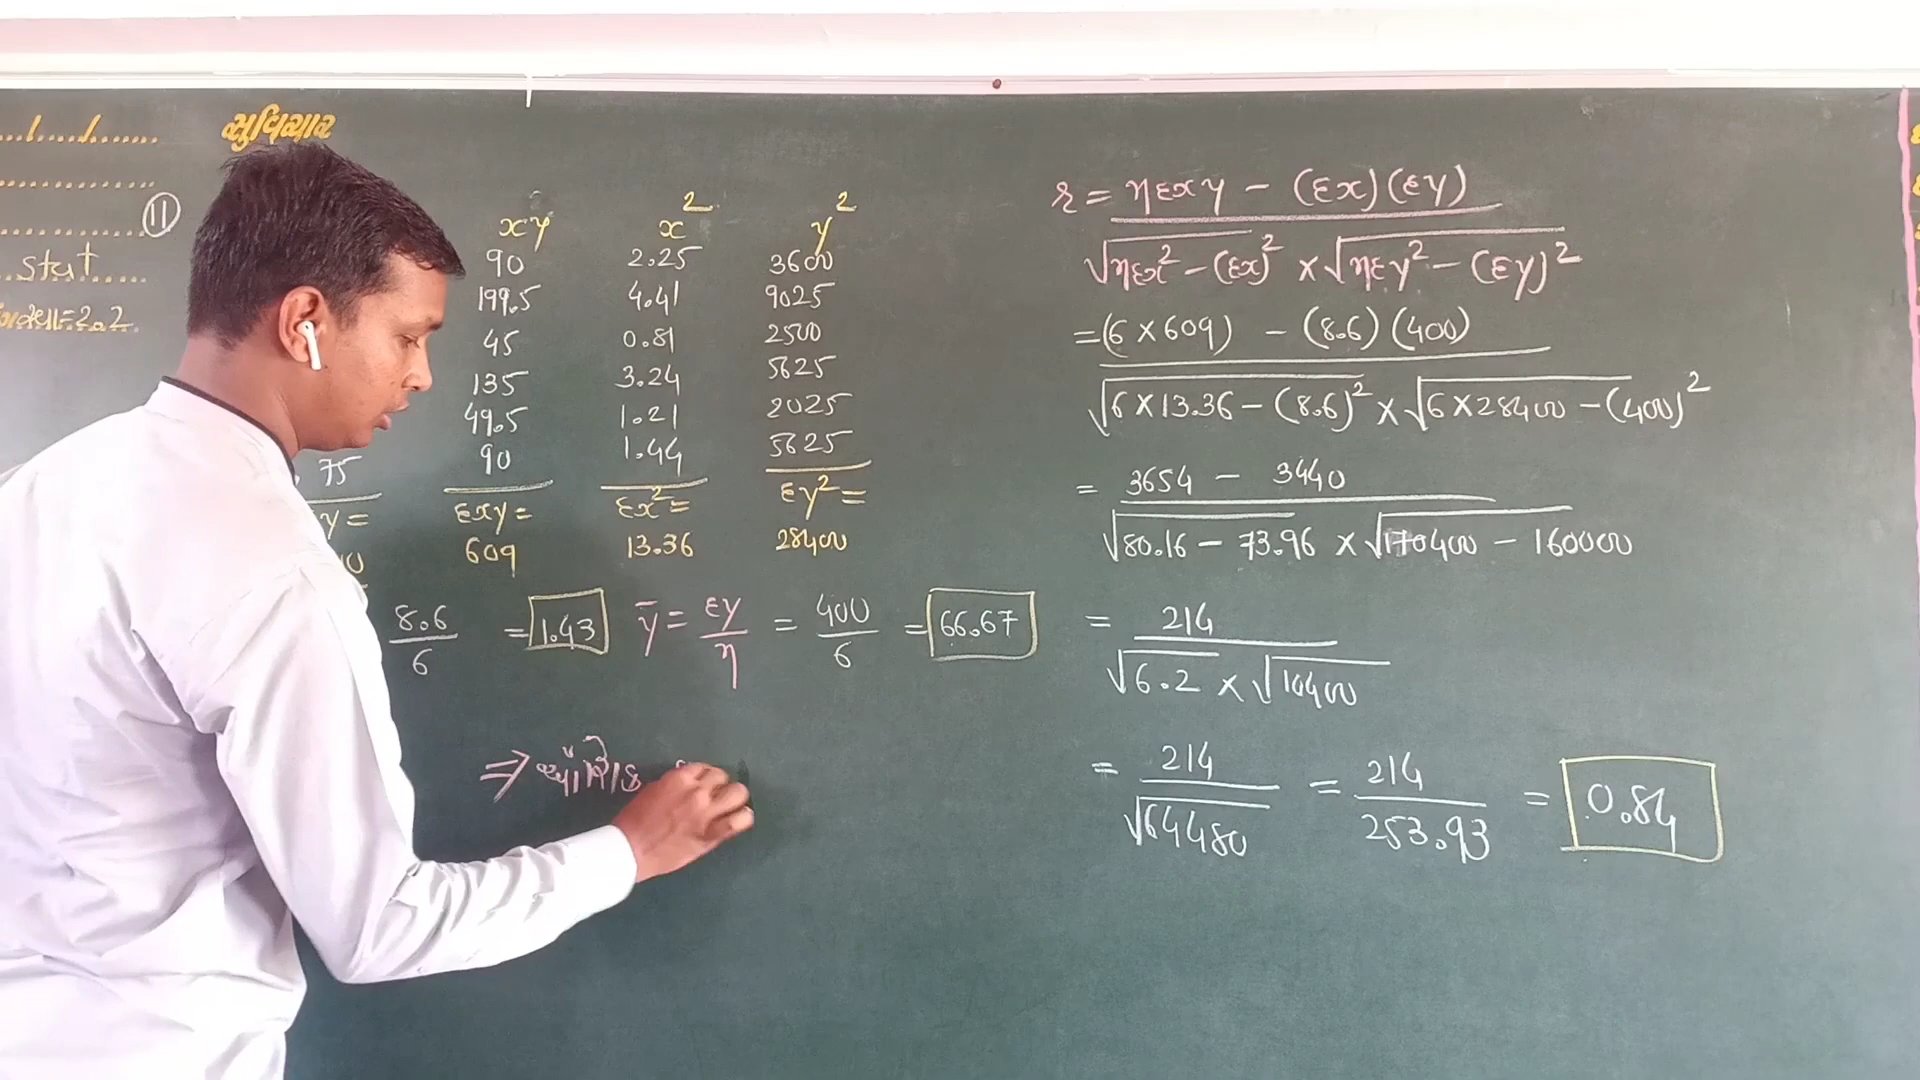 સુવિચાર
11
stat
xy x² y²
90 2.25 3600
199.5 4.41 9025
45 0.81 2500
135 3.24 5625
49.5 1.21 2025
75 90 1.44 5625
y = Σxy = Σx² = Σy² =
609 13.36 28400
8.6/6 = 1.43 ȳ = Σy/n = 400/6 = 66.67
r = nΣxy - (Σx)(Σy)
√nΣx² - (Σx)² × √nΣy² - (Σy)²
= (6 × 609) - (8.6) (400)
√6 × 13.36 - (8.6)² × √6 × 28400 - (400)²
= 3654 - 3440
√80.16 - 73.96 × √170400 - 160000
= 214
√6.2 × √10400
= 214/√64480 = 214/253.93 = 0.84
⇒